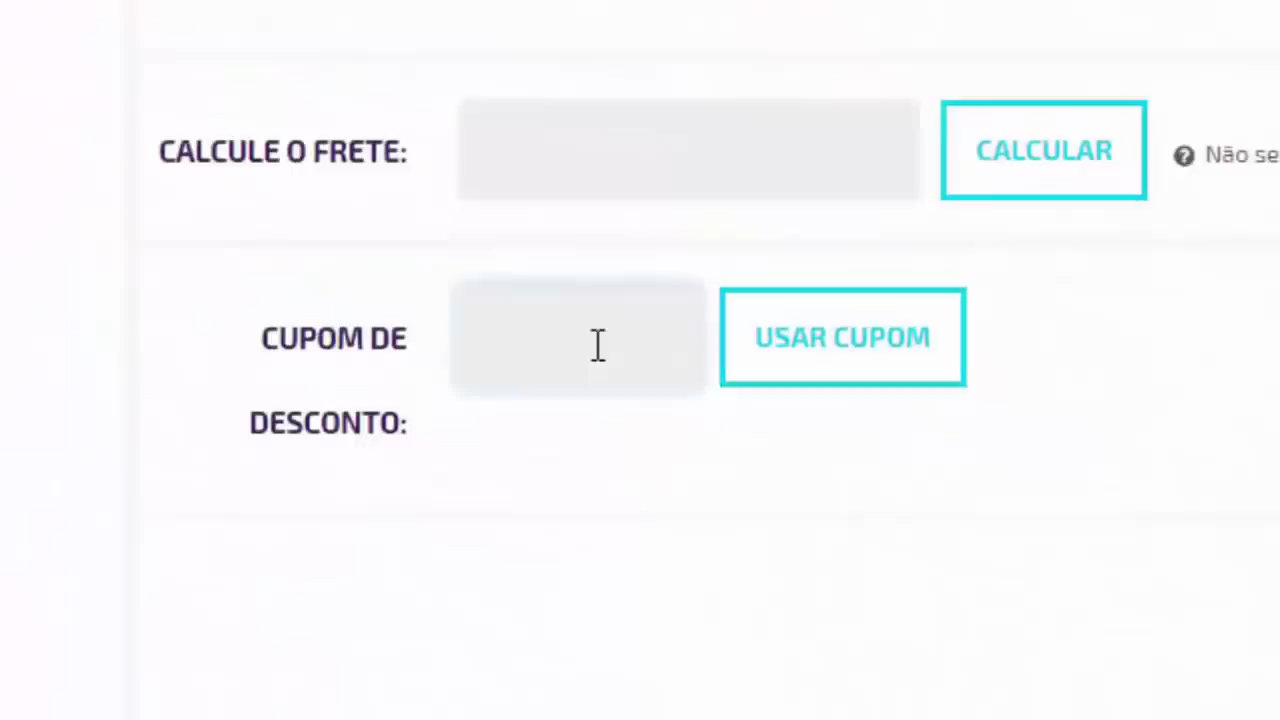 CALCULE O FRETE:
CALCULAR
Não se
CUPOM DE
USAR CUPOM
DESCONTO: